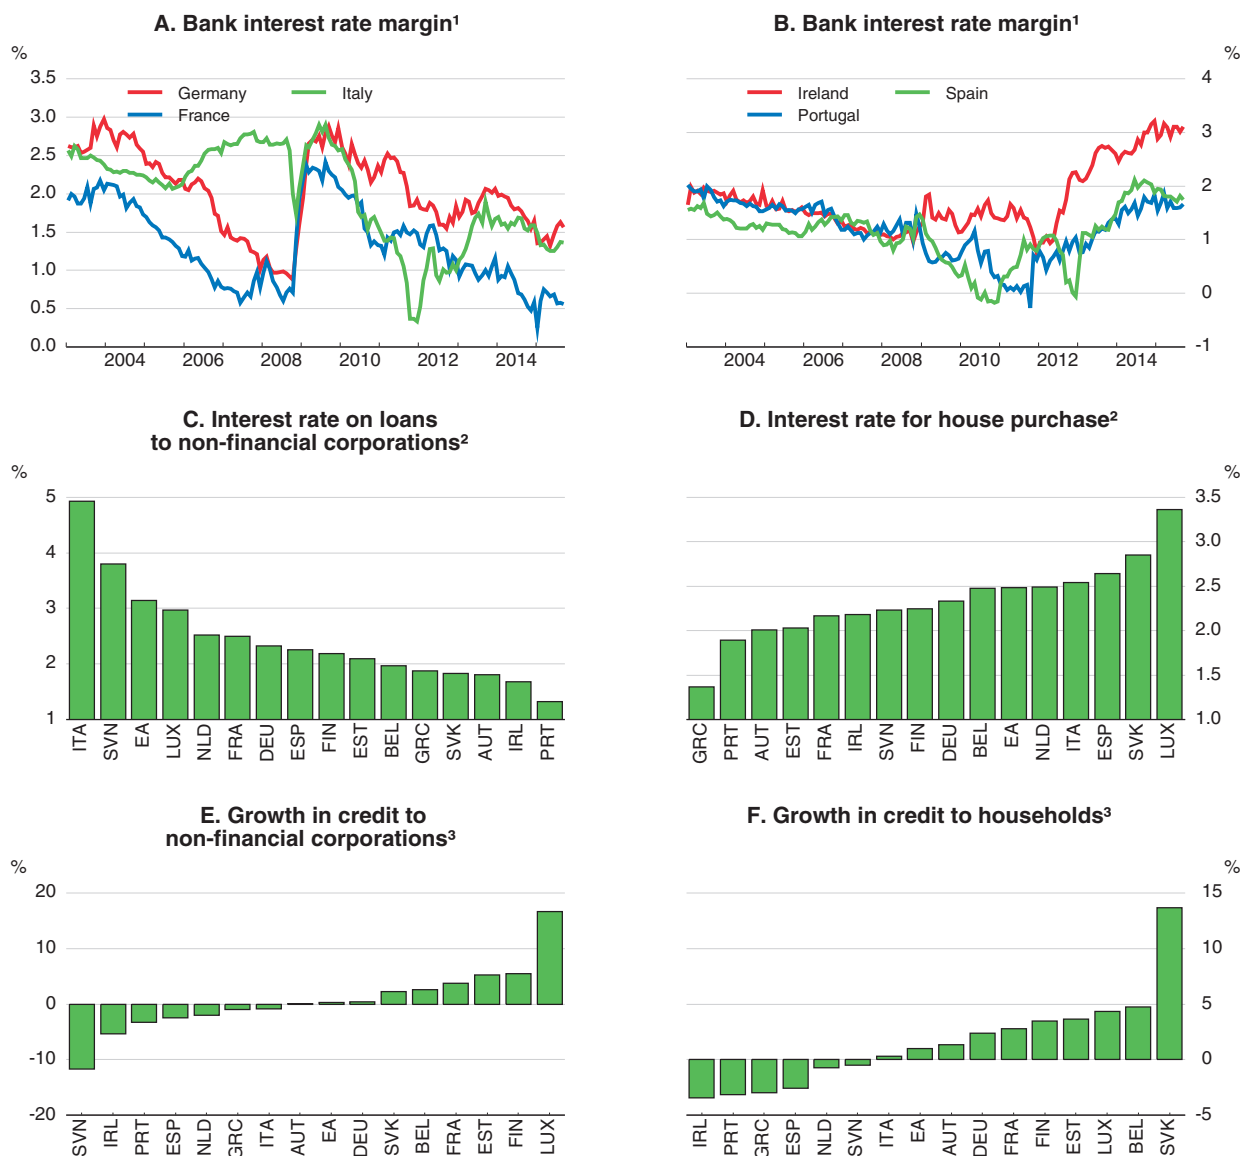 A. Bank interest rate margin¹
%
3.5
3.0
2.5
2.0
1.5
1.0
0.5
0.0
Germany
Italy
France
2004 2006 2008 2010 2012 2014
B. Bank interest rate margin¹
%
4
3
2
1
0
-1
Ireland
Spain
Portugal
2004 2006 2008 2010 2012 2014
C. Interest rate on loans
to non-financial corporations²
%
5
4
3
2
1
ITA SVN EA LUX NLD FRA DEU ESP FIN EST BEL GRC SVK AUT IRL PRT
D. Interest rate for house purchase²
%
3.5
3.0
2.5
2.0
1.5
1.0
GRC PRT AUT EST FRA IRL SVN FIN DEU BEL EA NLD ITA ESP SVK LUX
E. Growth in credit to
non-financial corporations³
%
20
10
0
-10
-20
SVN IRL PRT ESP NLD GRC ITA AUT EA DEU SVK BEL FRA EST FIN LUX
F. Growth in credit to households³
%
15
10
5
0
-5
IRL PRT GRC ESP NLD SVN ITA EA AUT DEU FRA FIN EST LUX BEL SVK